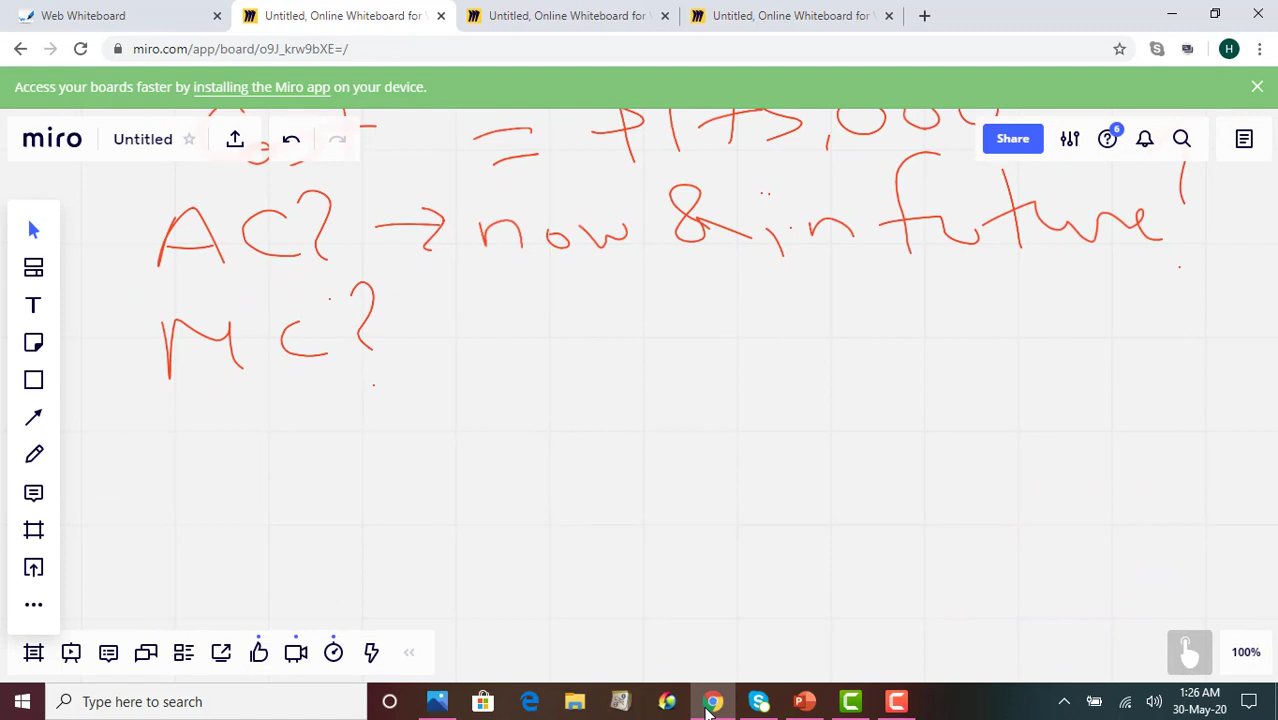 Web Whiteboard
Untitled, Online Whiteboard for
Untitled, Online Whiteboard for
Untitled, Online Whiteboard for
miro.com/app/board/o9J_krw9bXE=/
H
Access your boards faster by installing the Miro app on your device.
miro
Untitled
Share
6
AC? → now & in future!
MC?
100%
Type here to search
1:26 AM
30-May-20